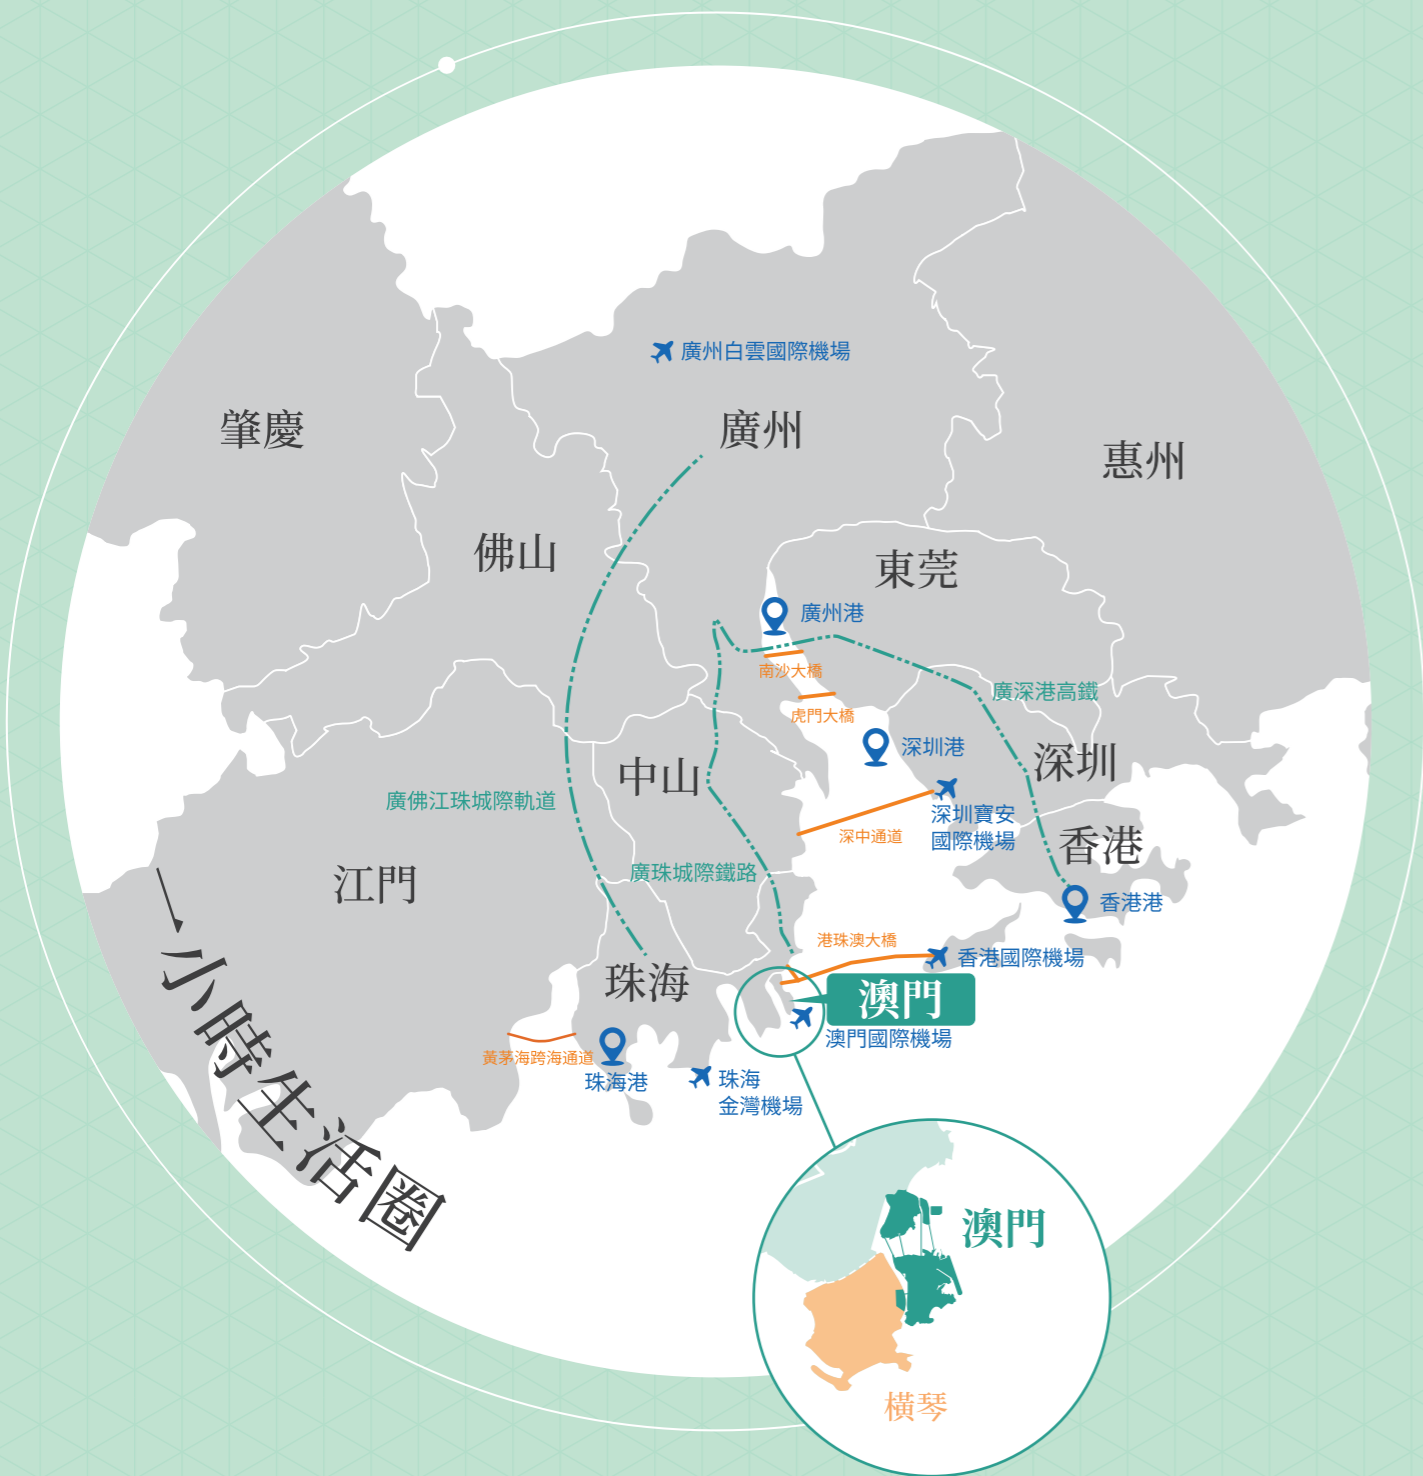 廣州白雲國際機場
肇慶
廣州
惠州
佛山
東莞
廣州港
南沙大橋
廣深港高鐵
虎門大橋
深圳港
深圳
中山
廣佛江珠城際軌道
深圳寶安
國際機場
深中通道
香港
江門
廣珠城際鐵路
香港港
港珠澳大橋
香港國際機場
珠海
澳門
澳門國際機場
黃茅海跨海通道
珠海港
珠海
金灣機場
一小時生活圈
澳門
橫琴